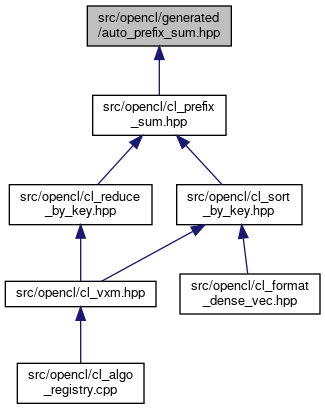 src/opencl/generated
/auto_prefix_sum.hpp
src/opencl/cl_prefix
_sum.hpp
src/opencl/cl_reduce
_by_key.hpp
src/opencl/cl_sort
_by_key.hpp
src/opencl/cl_vxm.hpp
src/opencl/cl_format
_dense_vec.hpp
src/opencl/cl_algo
_registry.cpp